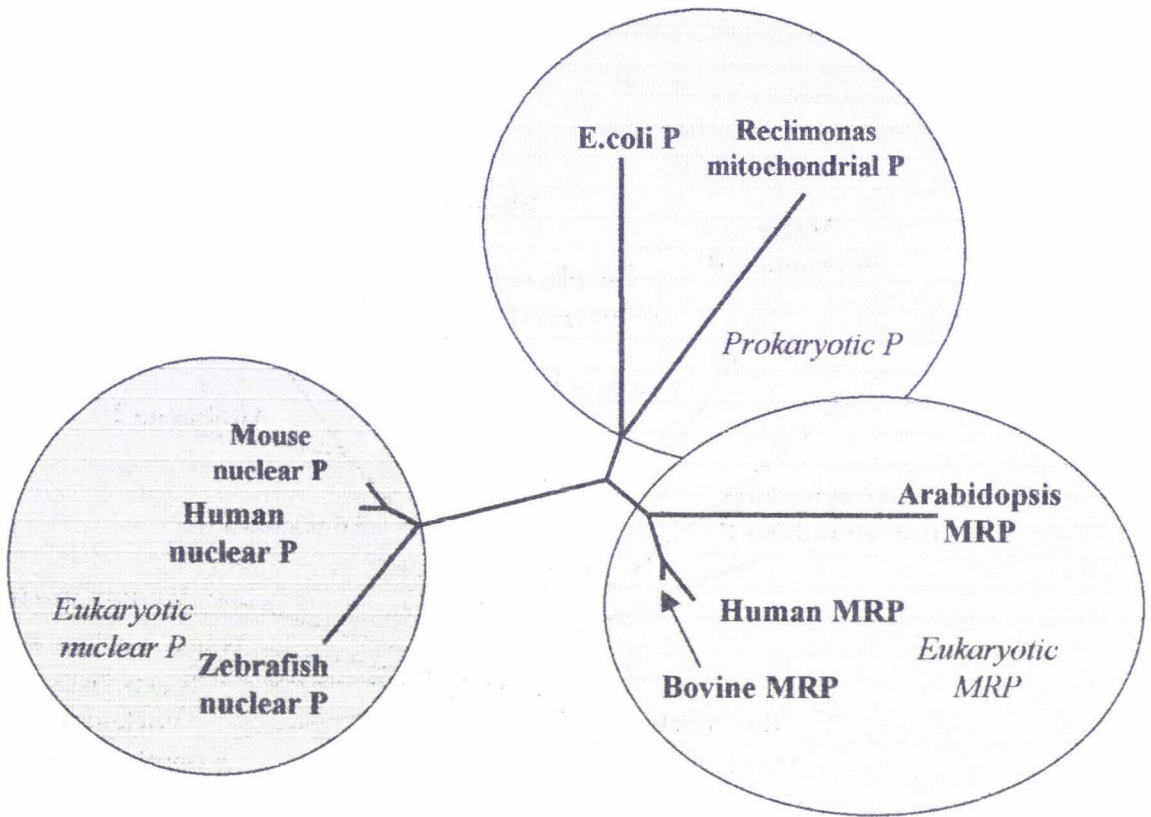 E.coli P
Reclimonas
mitochondrial P
Prokaryotic P
Mouse
nuclear P
Human
nuclear P
Eukaryotic
nuclear P
Zebrafish
nuclear P
Arabidopsis
MRP
Human MRP
Bovine MRP
Eukaryotic
MRP